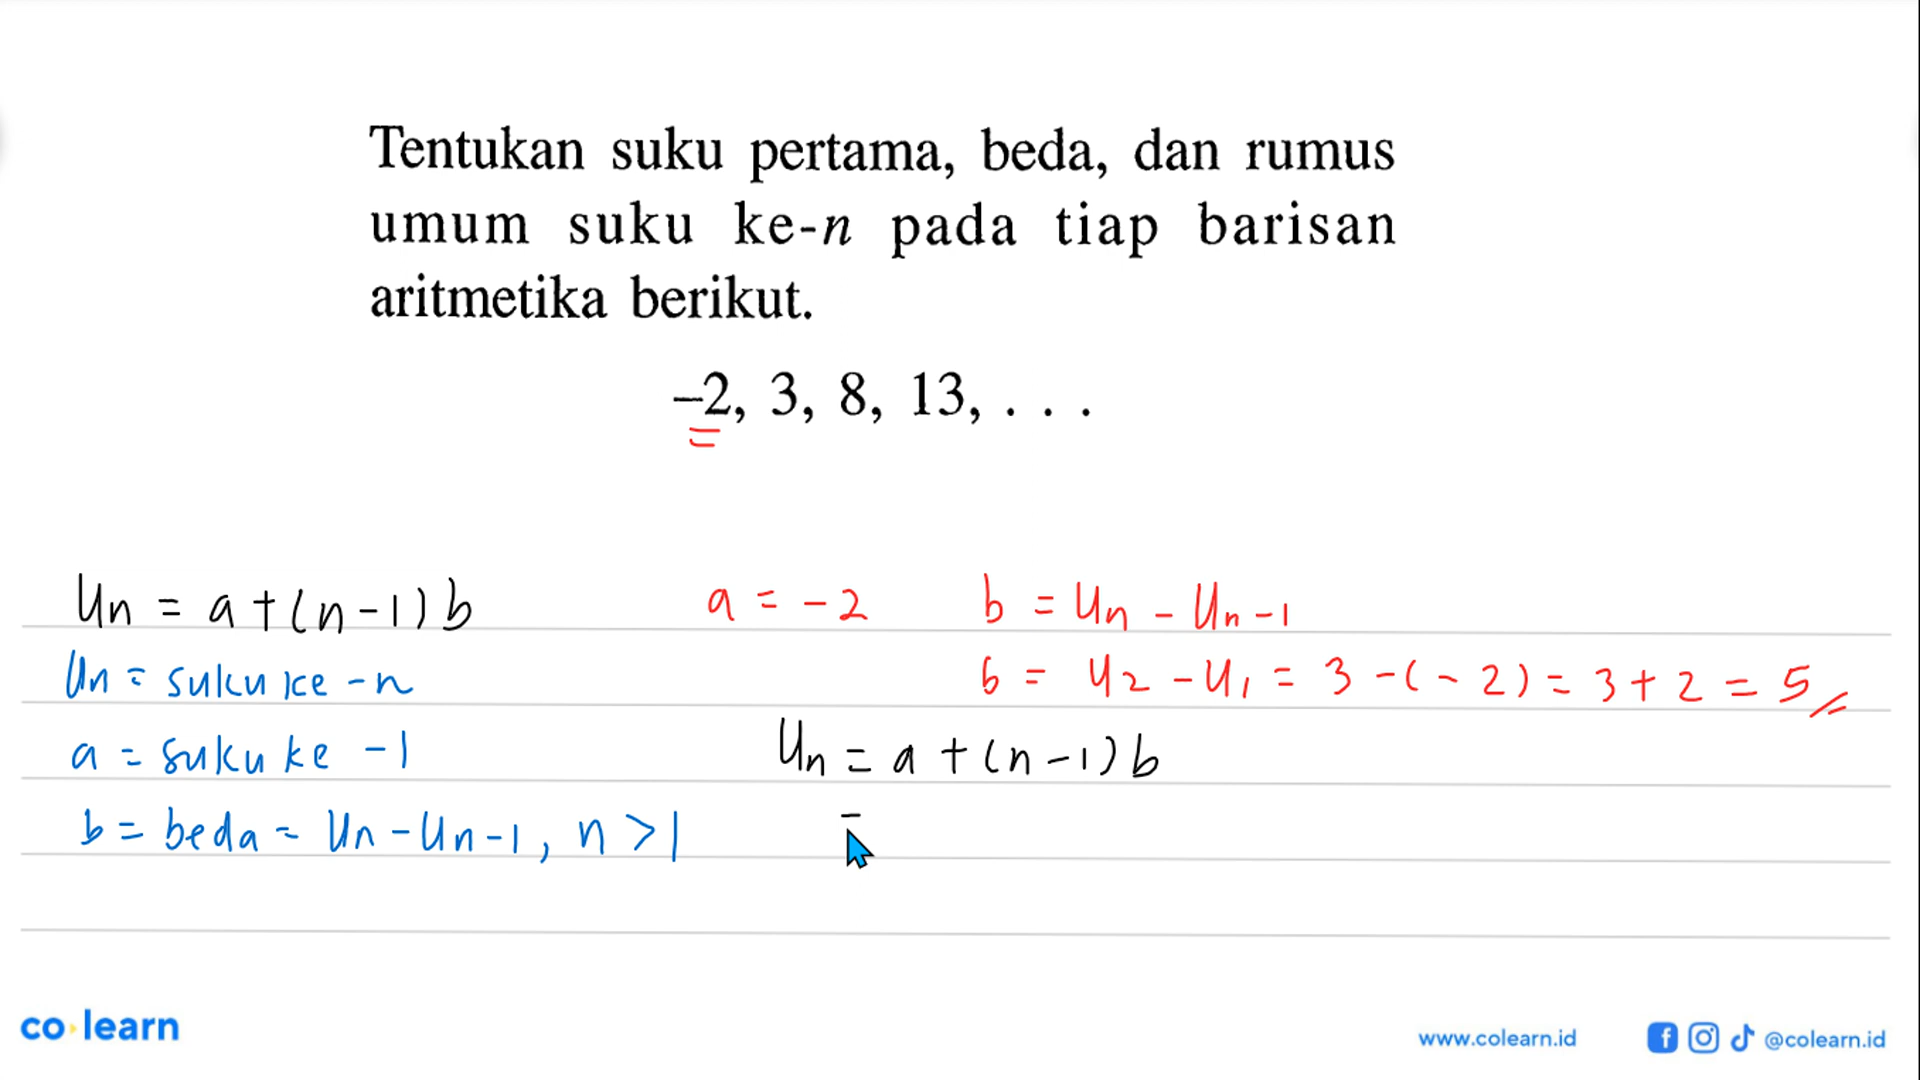 Tentukan suku pertama, beda, dan rumus
umum suku ke-n pada tiap barisan
aritmetika berikut.
–2, 3, 8, 13, . . .
Un = a + (n-1) b
a = -2
b = Un - Un-1
Un = suku ke - n
b = U2 - U1 = 3 - (-2) = 3 + 2 = 5
a = suku ke - 1
Un = a + (n-1) b
b = beda = Un - Un-1, n > 1
=
co learn
www.colearn.id
@colearn.id